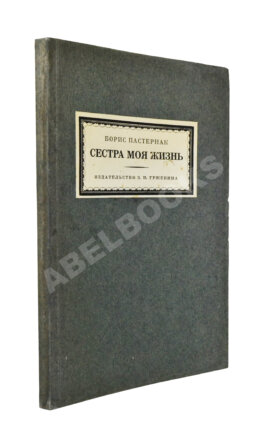 БОРИС ПАСТЕРНАК
СЕСТРА МОЯ ЖИЗНЬ
ИЗДАТЕЛЬСТВО З. И. ГРЖЕБИНА
ABELBOOKS